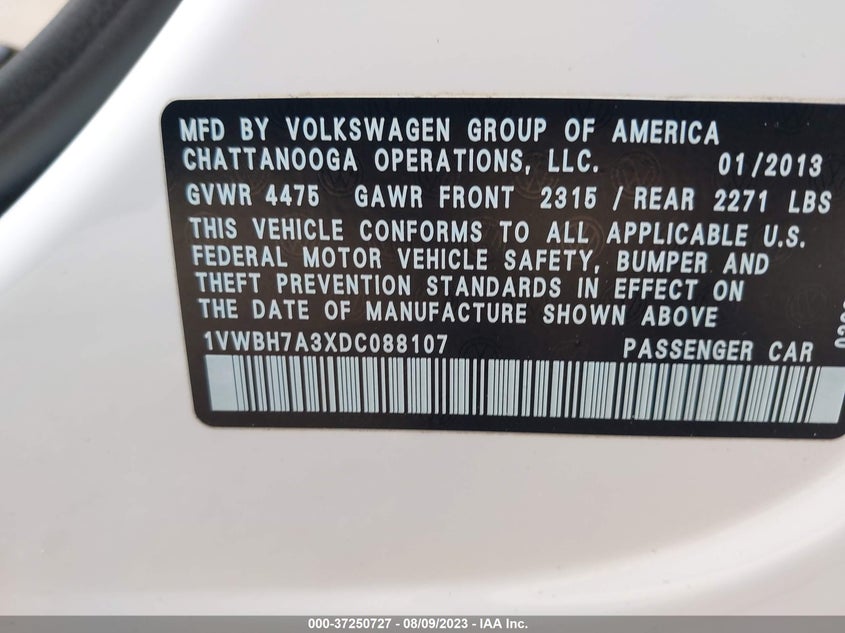 MFD BY VOLKSWAGEN GROUP OF AMERICA
CHATTANOOGA OPERATIONS, LLC. 01/2013
GVWR 4475 GAWR FRONT 2315 / REAR 2271 LBS
THIS VEHICLE CONFORMS TO ALL APPLICABLE U.S.
FEDERAL MOTOR VEHICLE SAFETY, BUMPER AND
THEFT PREVENTION STANDARDS IN EFFECT ON
THE DATE OF MANUFACTURE SHOWN ABOVE
1VWBH7A3XDC088107 PASSENGER CAR
000-37250727 - 08/09/2023 - IAA Inc.